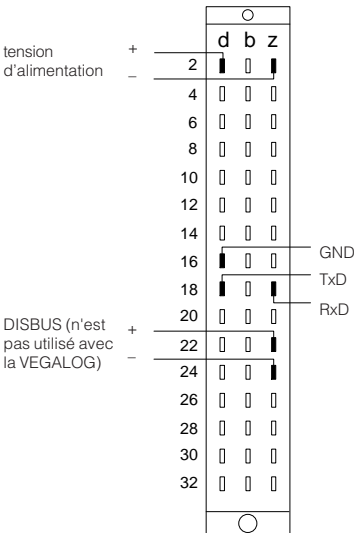 d b z
tension +
d'alimentation –
2
4
6
8
10
12
14
16
GND
18
TxD
RxD
20
DISBUS (n'est +
pas utilisé avec 22
la VEGALOG) –
24
26
28
30
32